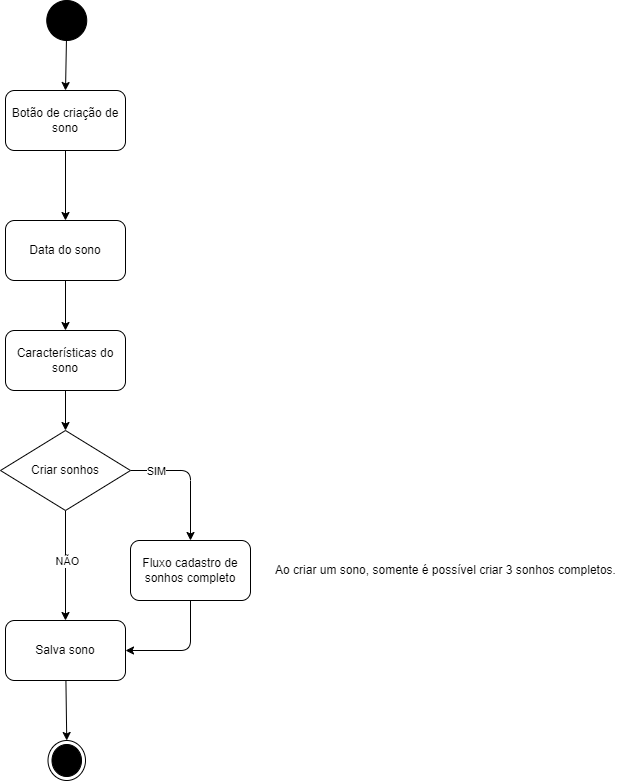 Botão de criação de
sono
Data do sono
Características do
sono
Criar sonhos
SIM
NÃO
Fluxo cadastro de
sonhos completo
Ao criar um sono, somente é possível criar 3 sonhos completos.
Salva sono